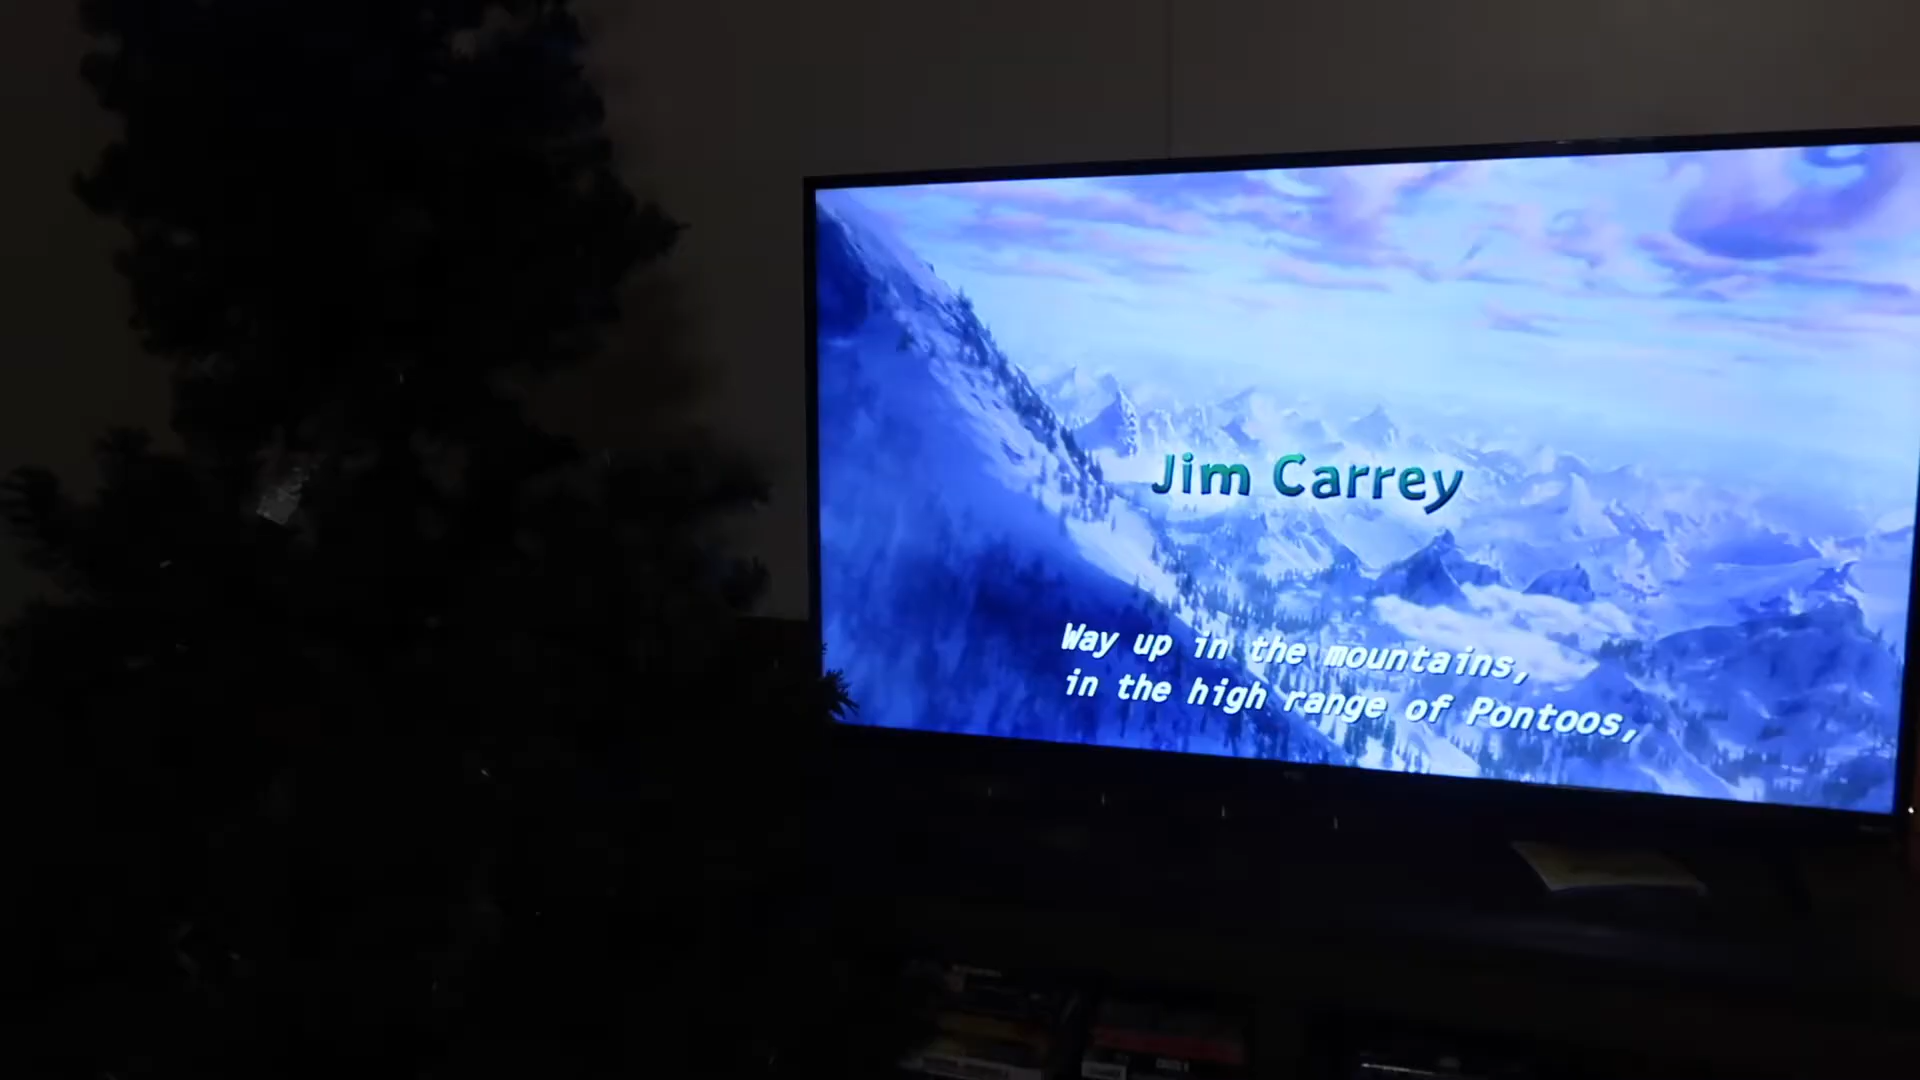 Jim Carrey
Way up in the mountains,
in the high range of Pontoos,